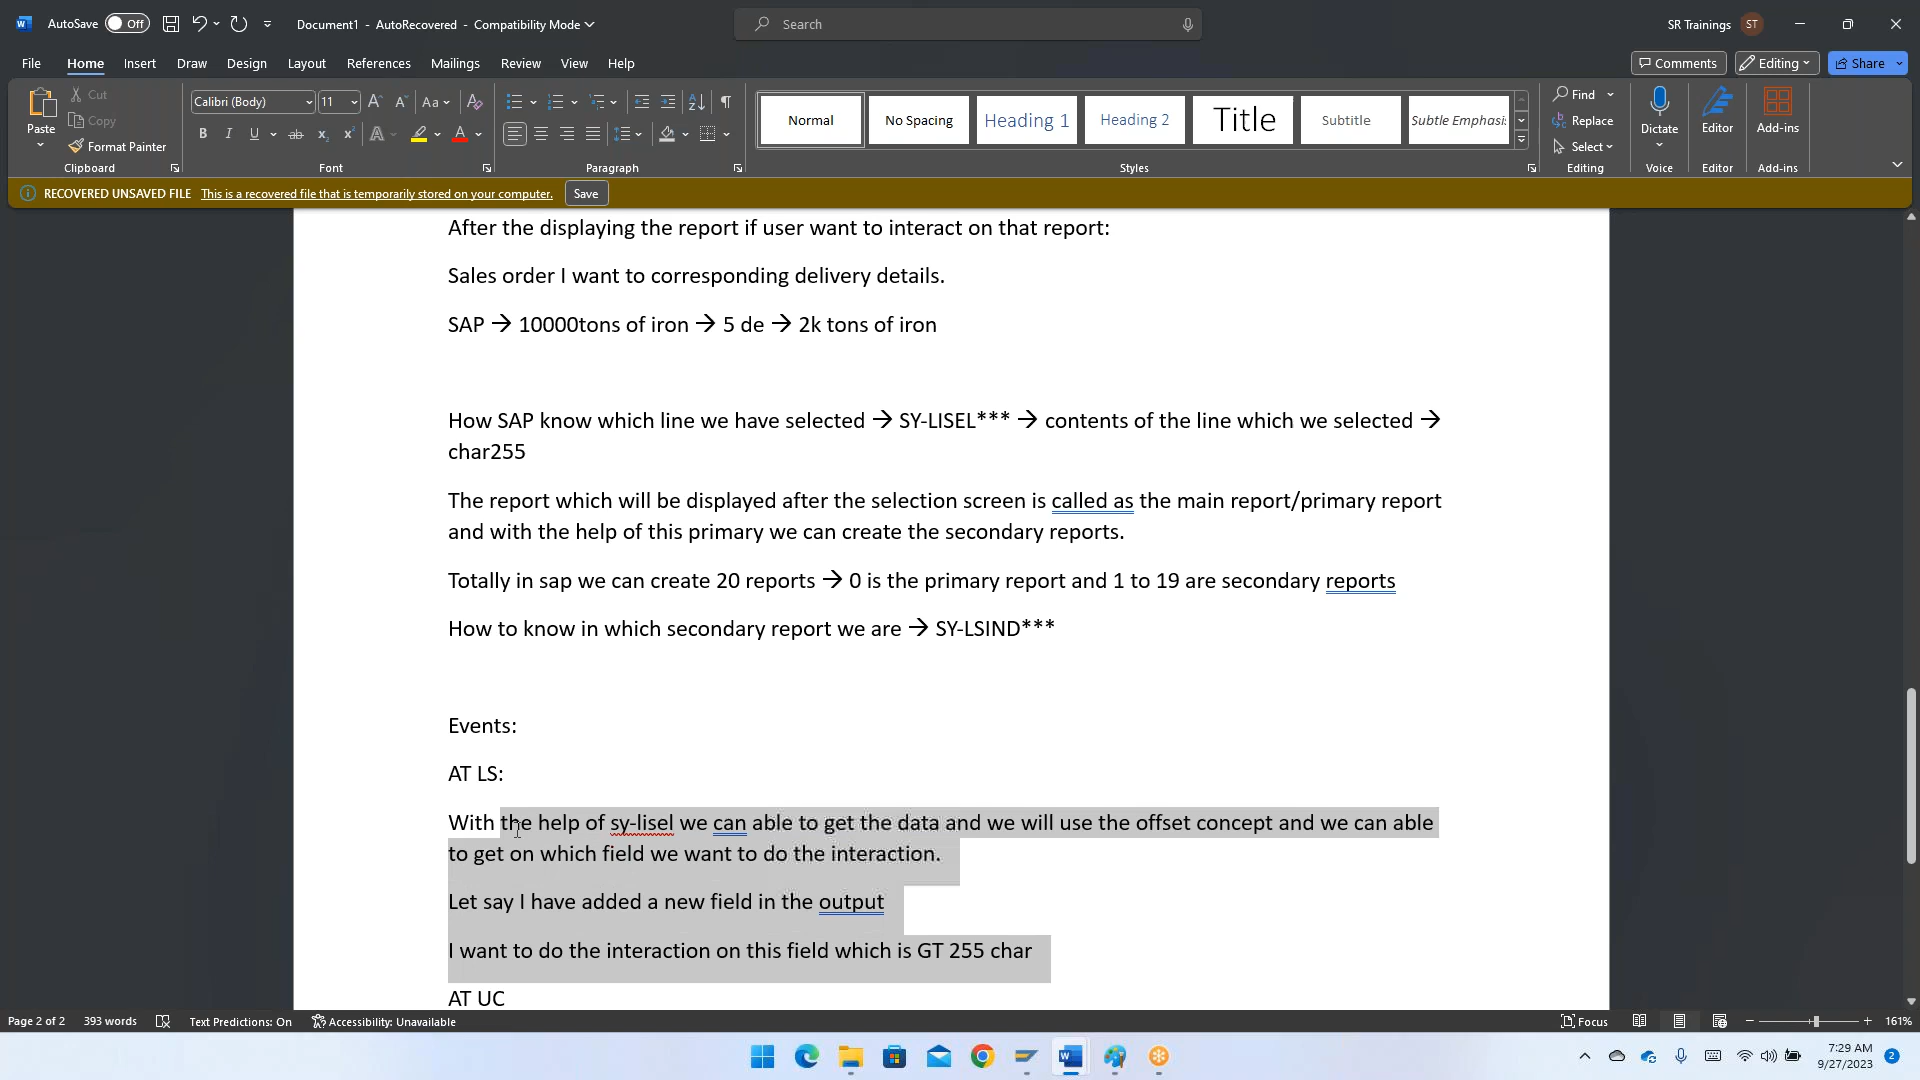 AutoSave Off Document1 - AutoRecovered - Compatibility Mode Search SR Trainings ST
File Home Insert Draw Design Layout References Mailings Review View Help Comments Editing Share
Paste Cut Copy Format Painter Clipboard
Calibri (Body) 11 Aa Font
Paragraph
Normal No Spacing Heading 1 Heading 2 Title Subtitle Subtle Emphasis Styles
Find Replace Select Editing
Dictate Voice
Editor Editor
Add-ins Add-ins
RECOVERED UNSAVED FILE This is a recovered file that is temporarily stored on your computer. Save
After the displaying the report if user want to interact on that report:
Sales order I want to corresponding delivery details.
SAP → 10000tons of iron → 5 de → 2k tons of iron
How SAP know which line we have selected → SY-LISEL*** → contents of the line which we selected →
char255
The report which will be displayed after the selection screen is called as the main report/primary report
and with the help of this primary we can create the secondary reports.
Totally in sap we can create 20 reports → 0 is the primary report and 1 to 19 are secondary reports
How to know in which secondary report we are → SY-LSIND***
Events:
AT LS:
With the help of sy-lisel we can able to get the data and we will use the offset concept and we can able
to get on which field we want to do the interaction.
Let say I have added a new field in the output
I want to do the interaction on this field which is GT 255 char
AT UC
Page 2 of 2 393 words Text Predictions: On Accessibility: Unavailable Focus 161%
7:29 AM
9/27/2023 2